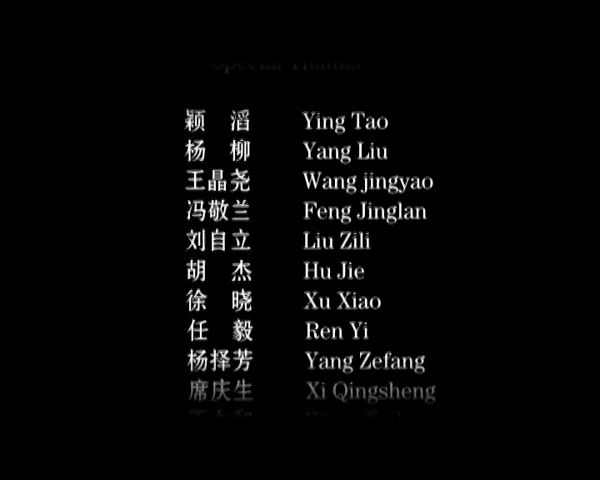 Special Thanks
颖 滔 Ying Tao
杨 柳 Yang Liu
王晶尧 Wang jingyao
冯敬兰 Feng Jinglan
刘自立 Liu Zili
胡 杰 Hu Jie
徐 晓 Xu Xiao
任 毅 Ren Yi
杨择芳 Yang Zefang
席庆生 Xi Qingsheng